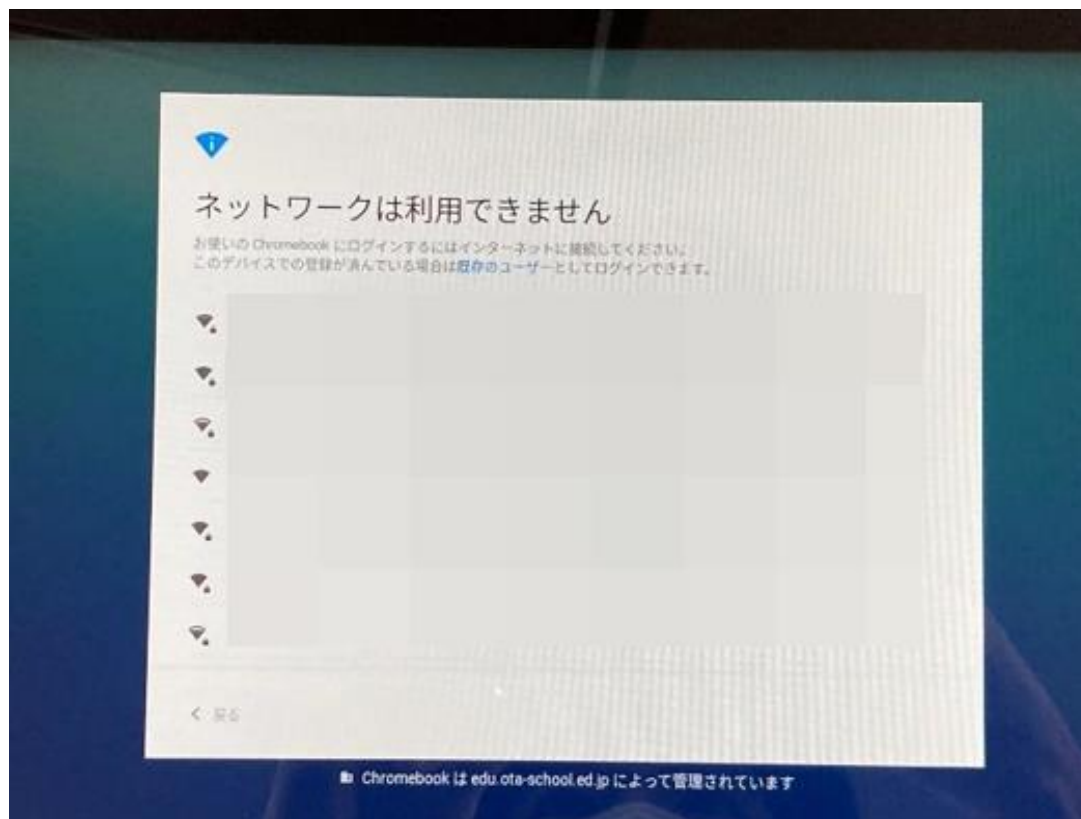 ネットワークは利用できません
お使いの Chromebook にログインするにはインターネットに接続してください。
このデバイスでの登録が済んでいる場合は既存のユーザーとしてログインできます。
< 戻る
Chromebook は edu.ota-school.ed.jp によって管理されています